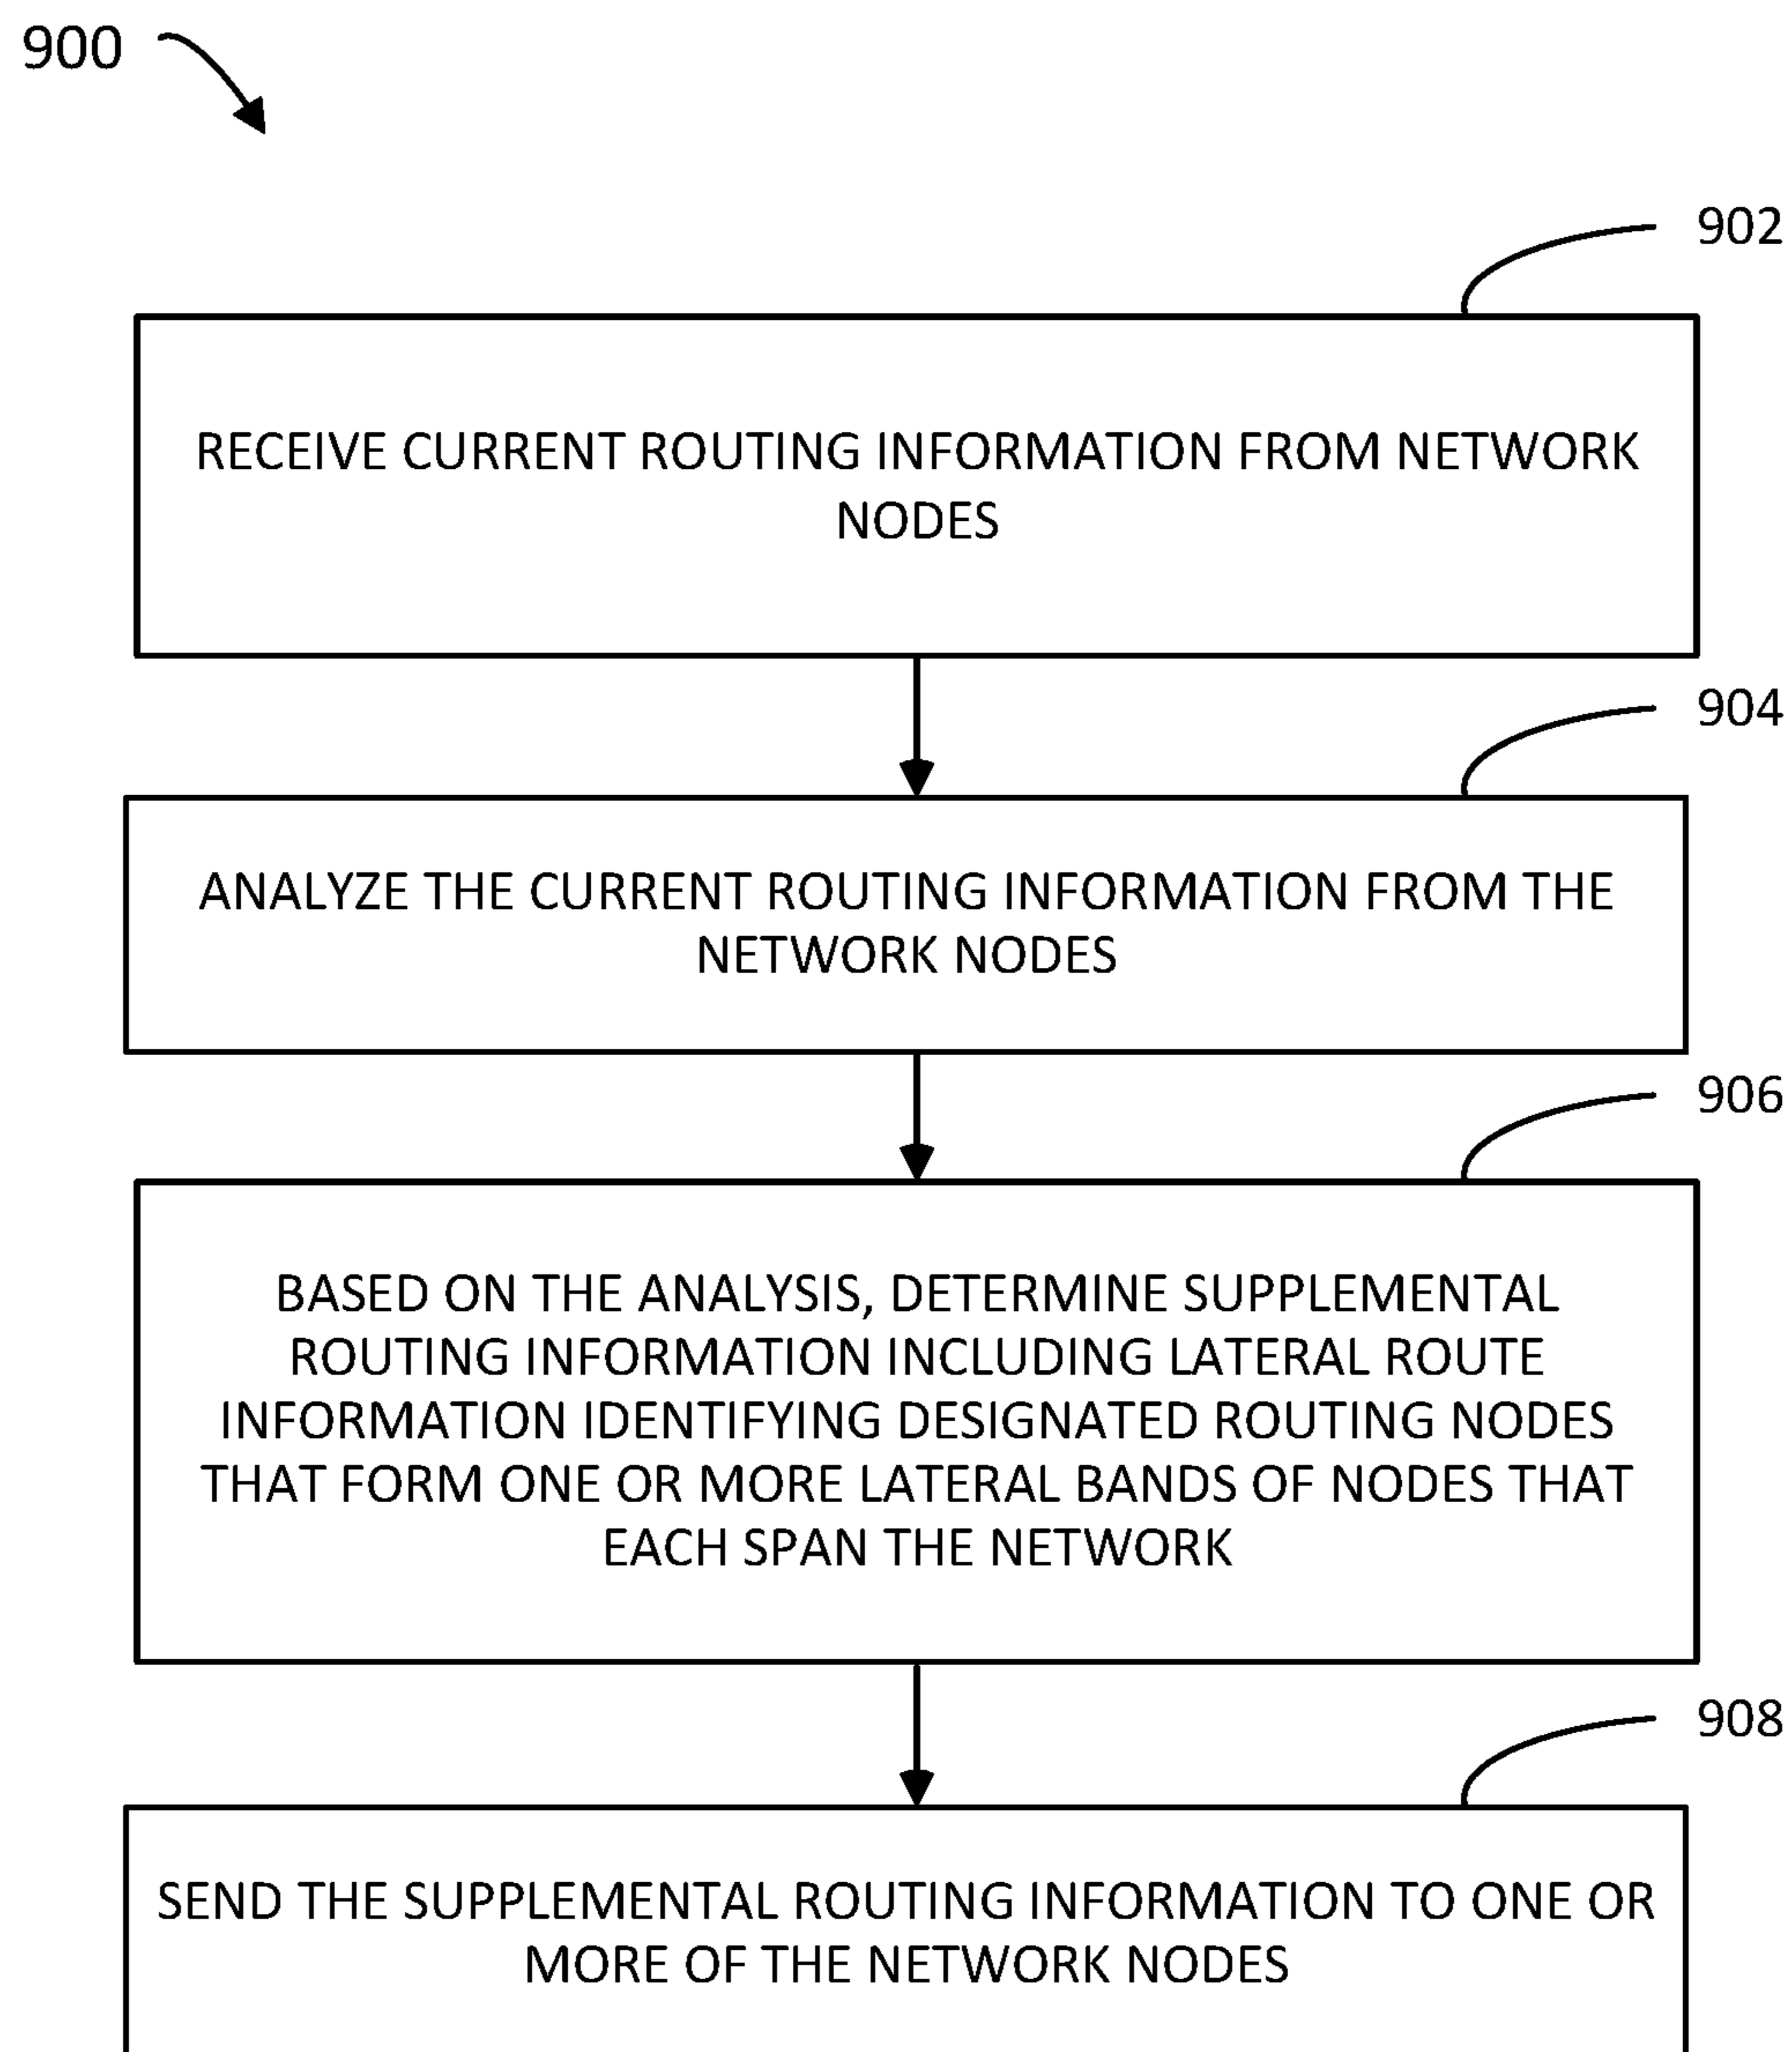 900
902
RECEIVE CURRENT ROUTING INFORMATION FROM NETWORK
NODES
904
ANALYZE THE CURRENT ROUTING INFORMATION FROM THE
NETWORK NODES
906
BASED ON THE ANALYSIS, DETERMINE SUPPLEMENTAL
ROUTING INFORMATION INCLUDING LATERAL ROUTE
INFORMATION IDENTIFYING DESIGNATED ROUTING NODES
THAT FORM ONE OR MORE LATERAL BANDS OF NODES THAT
EACH SPAN THE NETWORK
908
SEND THE SUPPLEMENTAL ROUTING INFORMATION TO ONE OR
MORE OF THE NETWORK NODES